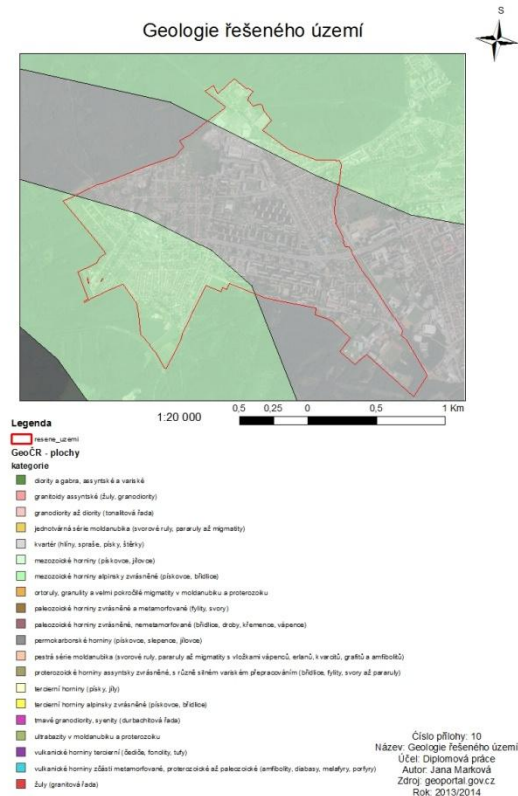 S
Geologie řešeného území
Legenda
1:20 000
0,5 0,25 0 0,5 1 Km
resene_uzemi
GeoČR - plochy
kategorie
diority a gabra, assyntské a variské
granitoidy assyntské (žuly, granodiority)
granodiority až diority (tonalitová řada)
jednotvárná série moldanubika (svorové ruly, pararuly až migmatity)
kvartér (hlíny, spraše, písky, štěrky)
mezozoické horniny (pískovce, jílovce)
mezozoické horniny alpinsky zvrásněné (pískovce, břidlice)
ortoruly, granulity a velmi pokročilé migmatity v moldanubiku a proterozoiku
paleozoické horniny zvrásněné a metamorfované (fylity, svory)
paleozoické horniny zvrásněné, nemetamorfované (břidlice, droby, křemence, vápence)
permokarbonské horniny (pískovce, slepence, jílovce)
pestrá série moldanubika (svorové ruly, pararuly až migmatity s vložkami vápenců, erlanů, kvarcitů, grafitů a amfibolitů)
proterozoické horniny assyntsky zvrásněné, s různě silným variském přepracováním (břidlice, fylity, svory až pararuly)
terciérní horniny (písky, jíly)
terciérní horniny alpinsky zvrásněné (pískovce, břidlice)
tmavé granodiority, syenity (durbachitová řada)
ultrabazity v moldanubiku a proterozoiku
vulkanické horniny terciérní (čediče, fonolity, tufy)
vulkanické horniny zčásti metamorfované, proterozoické až paleozoické (amfibolity, diabasy, melafyry, porfyry)
žuly (granitová řada)
Číslo přílohy: 10
Název: Geologie řešeného území
Účel: Diplomová práce
Autor: Jana Marková
Zdroj: geoportal.gov.cz
Rok: 2013/2014